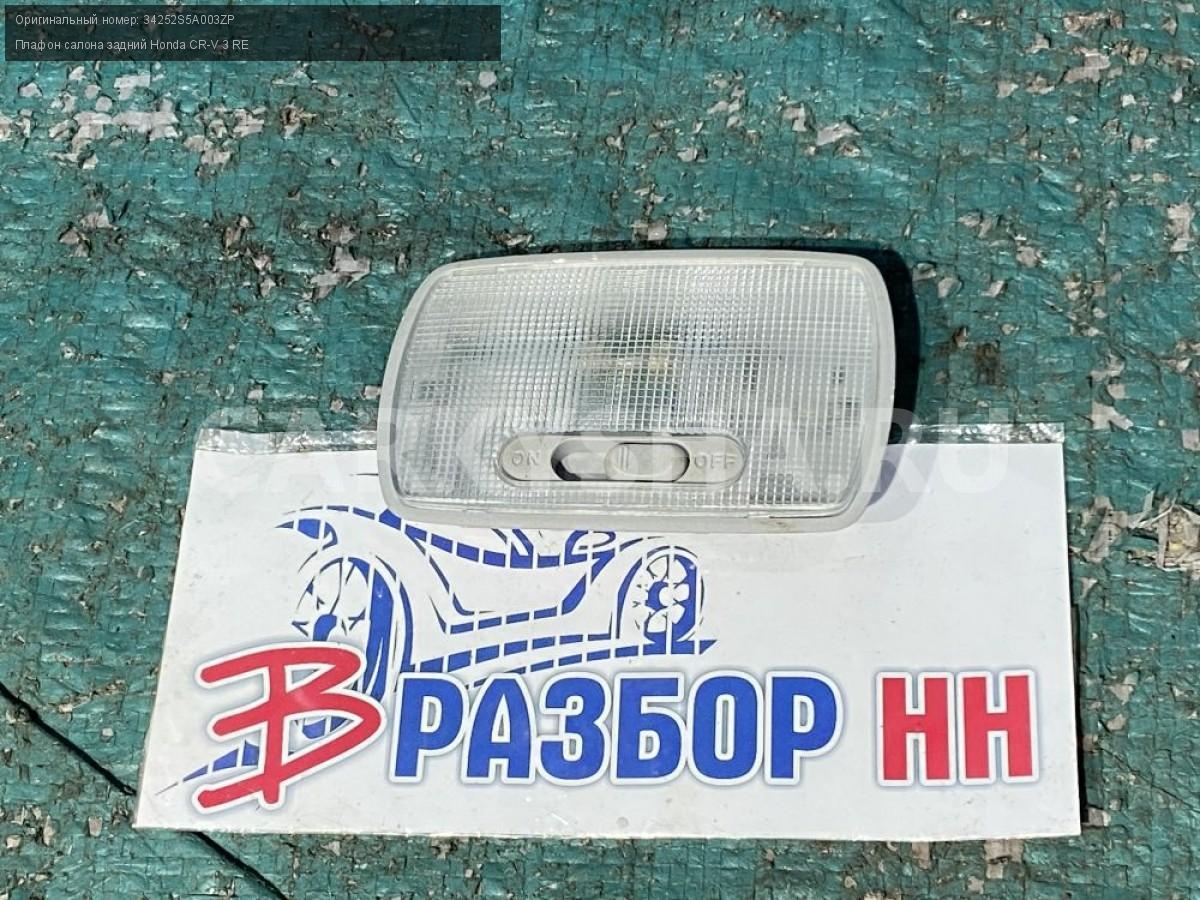 Оригинальный номер: 34252S5A003ZP
Плафон салона задний Honda CR-V 3 RE
ON OFF
В РАЗБОР НН